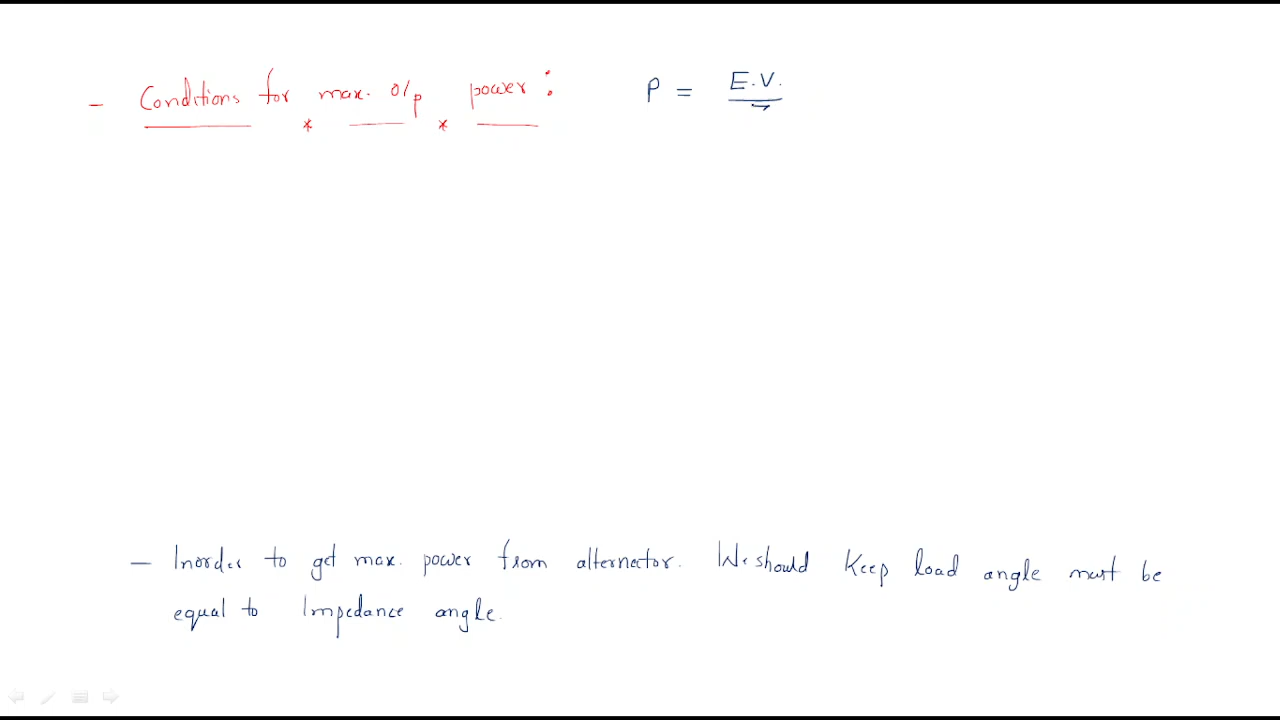 - Conditions for max. o/p power : P = E.V.
- Inorder to get max. power from alternector. We should Keep load angle must be
equal to Impedance angle.